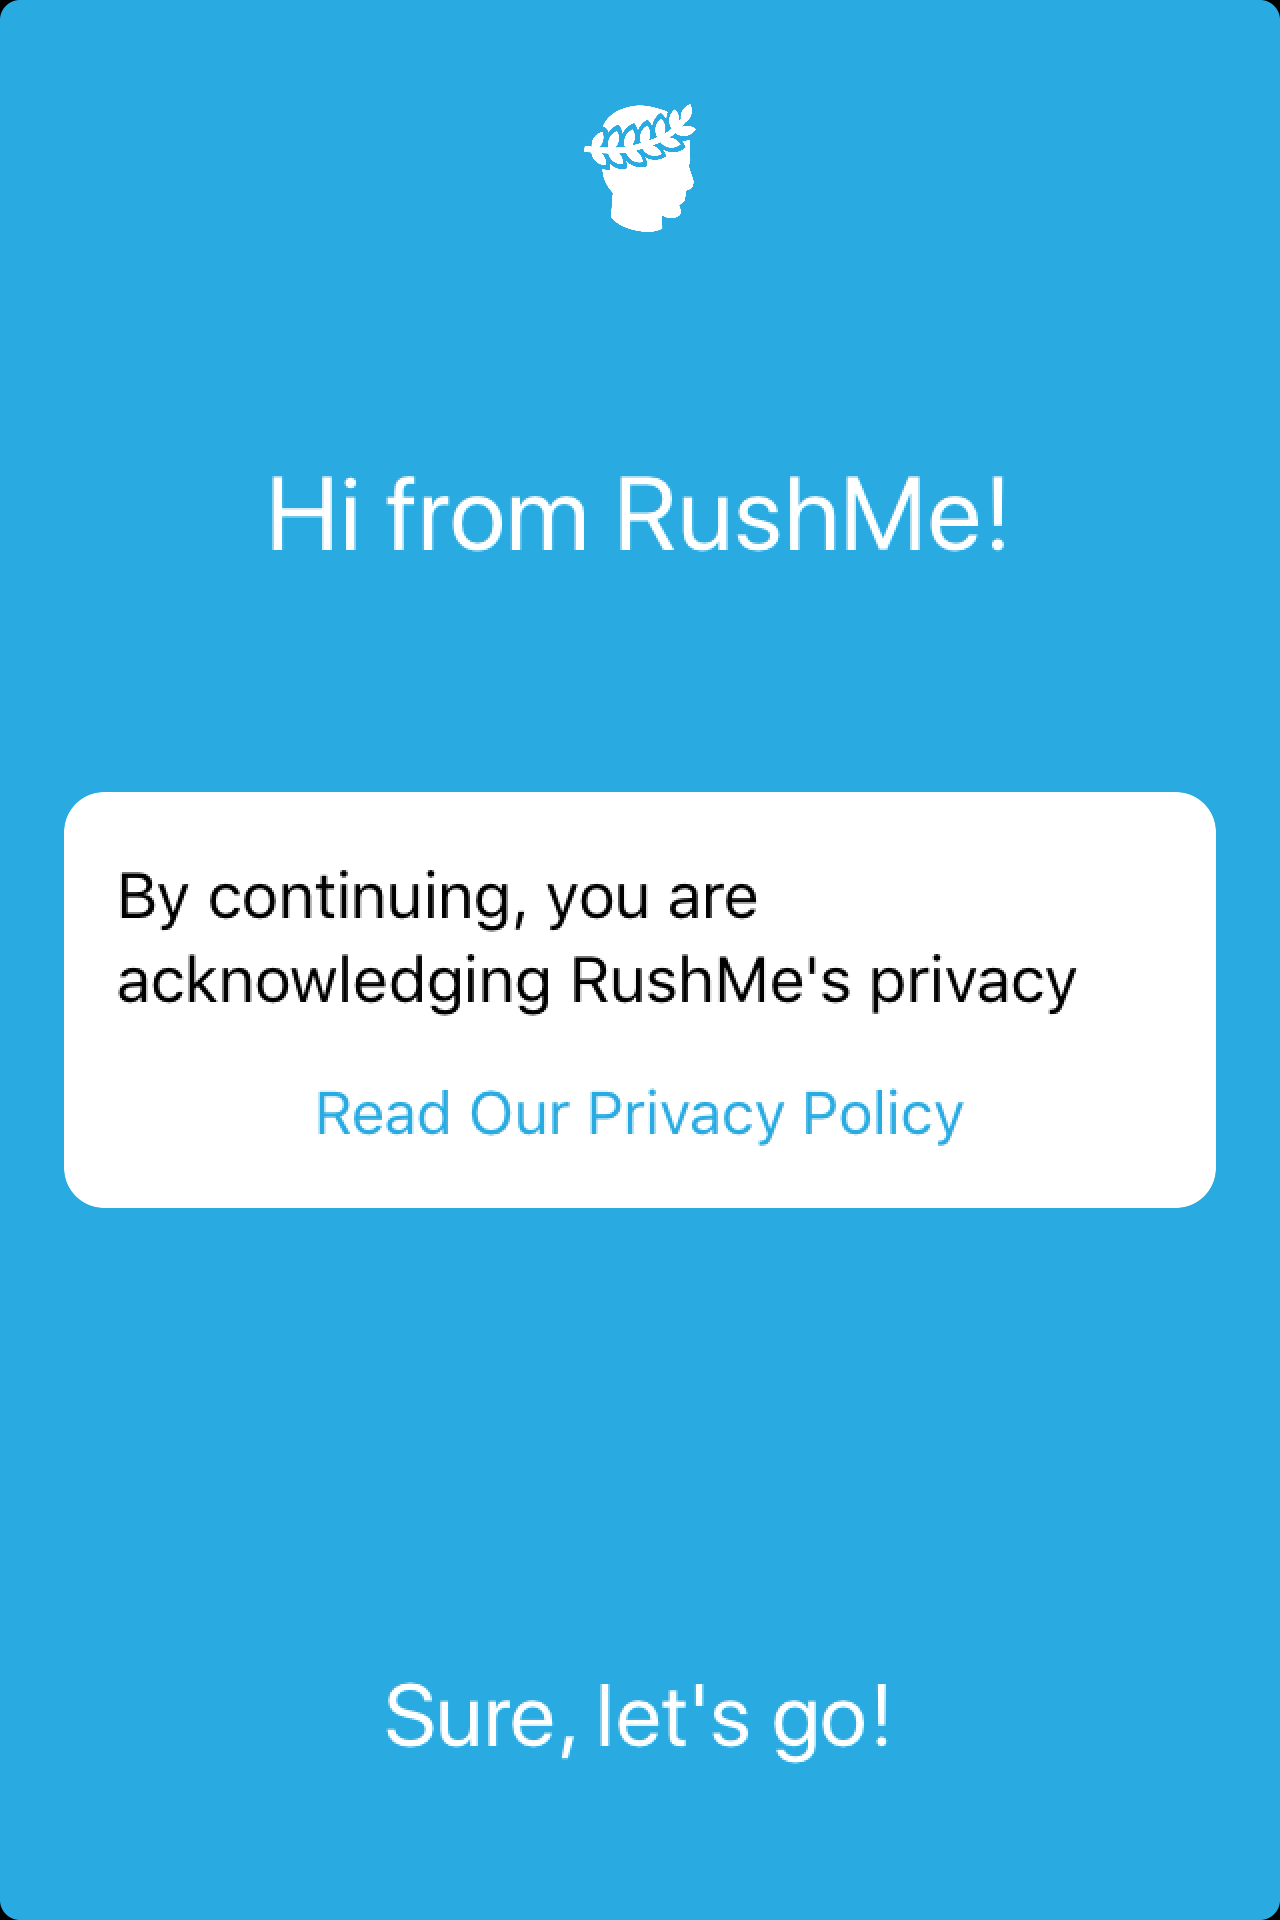 Hi from RushMe!
By continuing, you are
acknowledging RushMe's privacy
Read Our Privacy Policy
Sure, let's go!